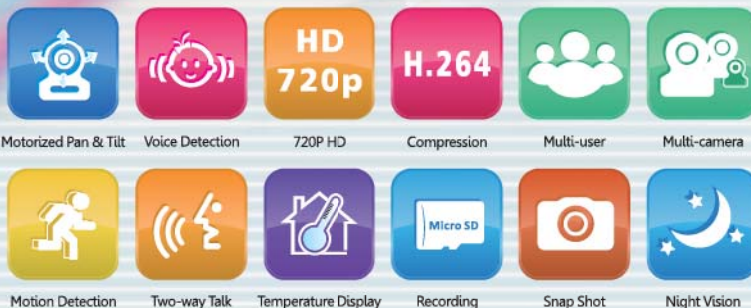 HD
720p
H.264
Motorized Pan & Tilt
Voice Detection
720P HD
Compression
Multi-user
Multi-camera
Micro SD
Motion Detection
Two-way Talk
Temperature Display
Recording
Snap Shot
Night Vision